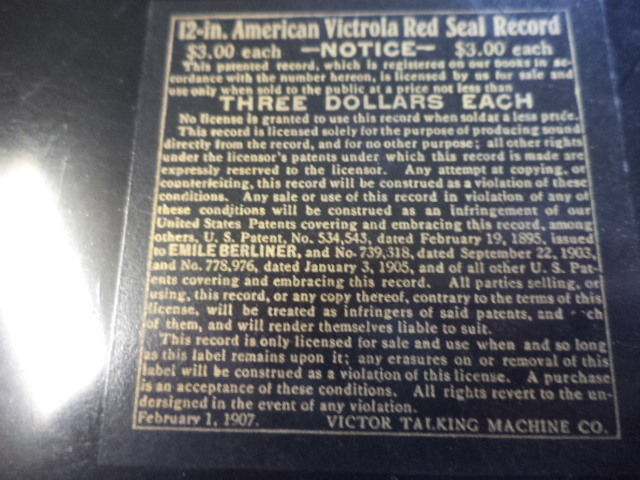 12-in. American Victrola Red Seal Record
$3.00 each —NOTICE— $3.00 each
This patented record, which is registered on our books in ac-
cordance with the number hereon, is licensed by us for sale and
use only when sold to the public at a price not less than
THREE DOLLARS EACH
No license is granted to use this record when sold at a less price.
This record is licensed solely for the purpose of producing sound
directly from the record, and for no other purpose; all other rights
under the licensor's patents under which this record is made are
expressly reserved to the licensor. Any attempt at copying, or
counterfeiting, this record will be construed as a violation of these
conditions. Any sale or use of this record in violation of any of
these conditions will be construed as an infringement of our
United States Patents covering and embracing this record, among
others, U. S. Patent, No. 534,543, dated February 19, 1895, issued
to EMILE BERLINER, and No. 739,318, dated September 22, 1903,
and No. 778,976, dated January 3, 1905, and of all other U. S. Pat-
ents covering and embracing this record. All parties selling, or
using, this record, or any copy thereof, contrary to the terms of this
license, will be treated as infringers of said patents, and
of them, and will render themselves liable to suit.
This record is only licensed for sale and use when and so long
as this label remains upon it; any erasures on or removal of this
label will be construed as a violation of this license. A purchase
is an acceptance of these conditions. All rights revert to the un-
dersigned in the event of any violation.
February 1, 1907. VICTOR TALKING MACHINE CO.